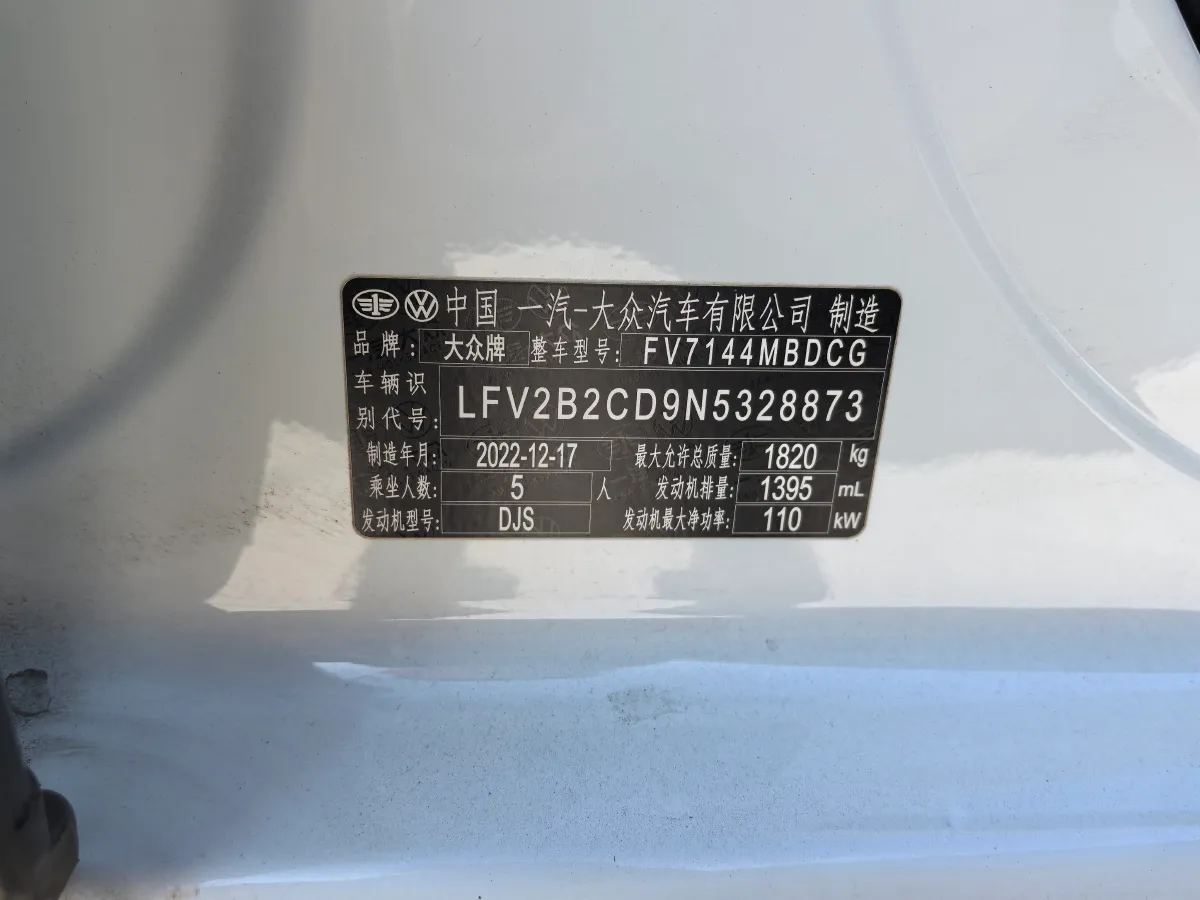 中国 一汽-大众汽车有限公司 制造
品牌: 大众牌 整车型号: FV7144MBDCG
车辆识别代号: LFV2B2CD9N5328873
制造年月: 2022-12-17 最大允许总质量: 1820 kg
乘坐人数: 5 人 发动机排量: 1395 mL
发动机型号: DJS 发动机最大净功率: 110 kW